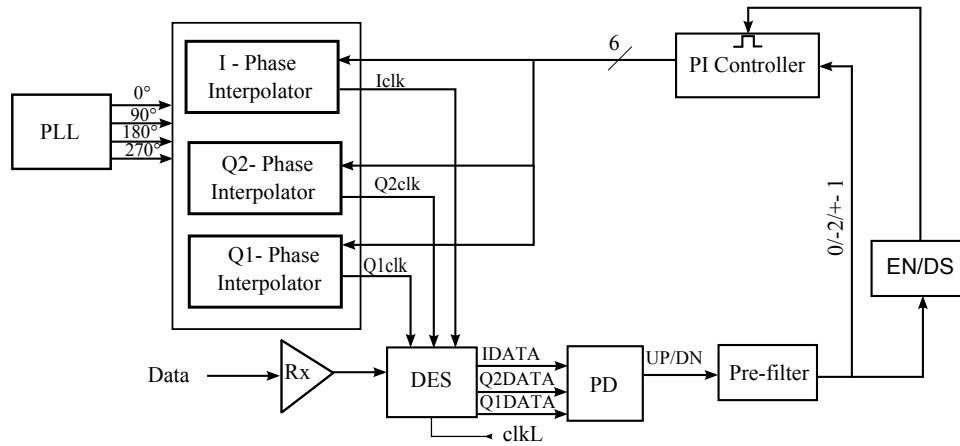 PLL
0°
90°
180°
270°
I - Phase
Interpolator
Q2- Phase
Interpolator
Q1- Phase
Interpolator
Iclk
Q2clk
Q1clk
6
PI Controller
0/-2/+- 1
EN/DS
Data
Rx
DES
IDATA
Q2DATA
Q1DATA
PD
UP/DN
Pre-filter
clkL